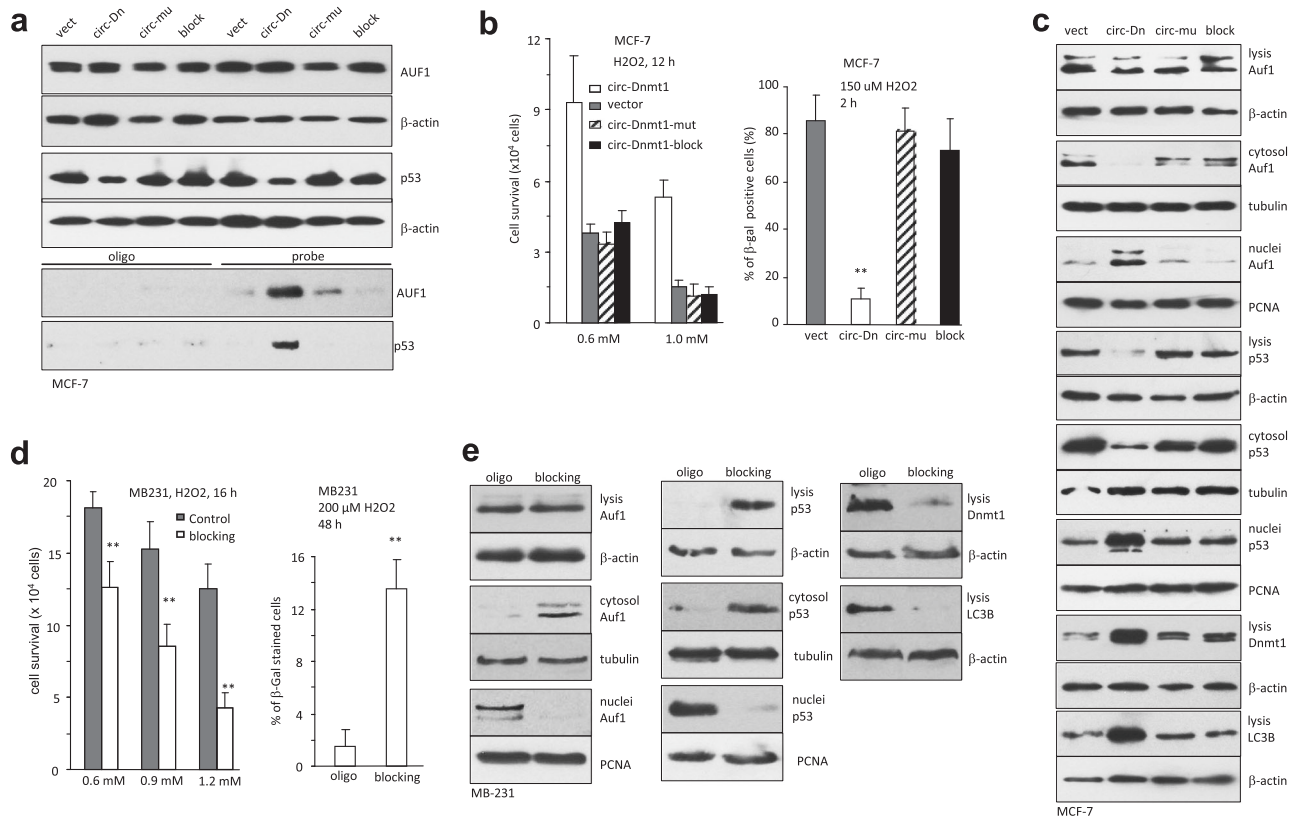 a
vect circ-Dn circ-mu block vect circ-Dn circ-mu block
AUF1
β-actin
p53
β-actin
oligo probe
AUF1
p53
MCF-7
b
MCF-7
H2O2, 12 h
circ-Dnmt1
vector
circ-Dnmt1-mut
circ-Dnmt1-block
Cell survival (x10⁴ cells)
12
9
6
3
0
0.6 mM 1.0 mM
MCF-7
150 uM H2O2
2 h
% of β-gal positive cells (%)
100
80
60
40
20
0
**
vect circ-Dn circ-mu block
c
vect circ-Dn circ-mu block
lysis
Auf1
β-actin
cytosol
Auf1
tubulin
nuclei
Auf1
PCNA
lysis
p53
β-actin
cytosol
p53
tubulin
nuclei
p53
PCNA
lysis
Dnmt1
β-actin
lysis
LC3B
β-actin
MCF-7
d
MB231, H2O2, 16 h
Control
blocking
cell survival (x 10⁴ cells)
20
15
10
5
0
**
**
**
0.6 mM 0.9 mM 1.2 mM
MB231
200 μM H2O2
48 h
% of β-Gal stained cells
16
12
8
4
0
**
oligo blocking
e
oligo blocking
lysis
Auf1
β-actin
cytosol
Auf1
tubulin
nuclei
Auf1
PCNA
MB-231
oligo blocking
lysis
p53
β-actin
cytosol
p53
tubulin
nuclei
p53
PCNA
oligo blocking
lysis
Dnmt1
β-actin
lysis
LC3B
β-actin